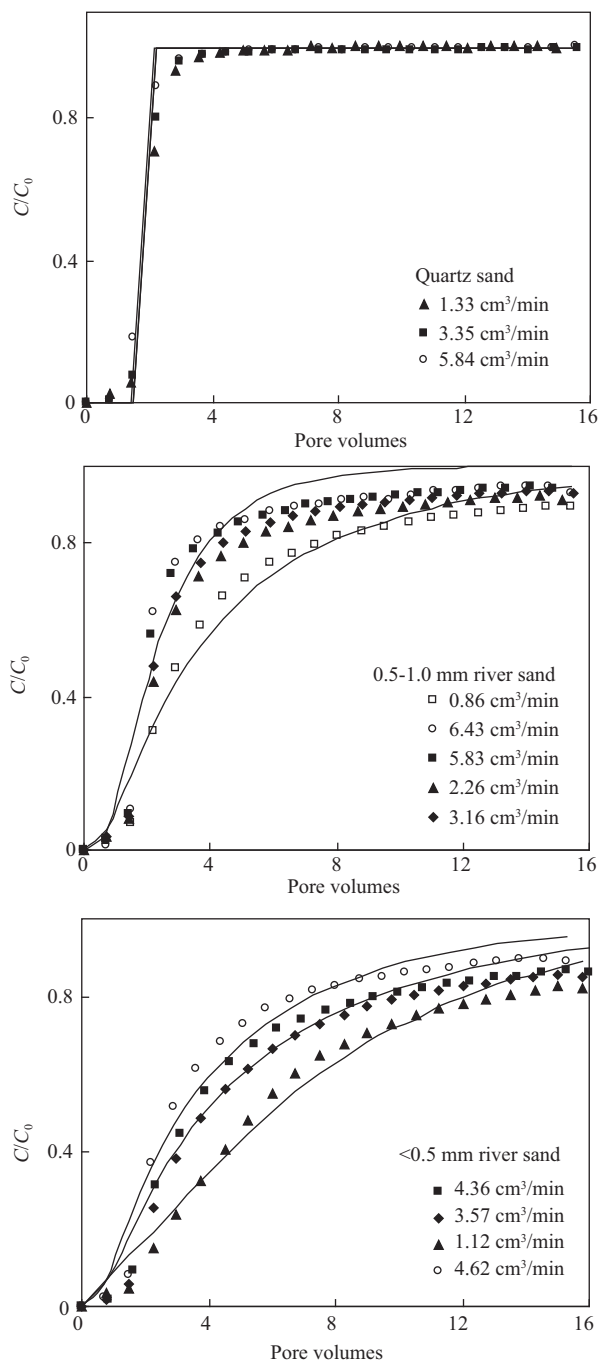 0.8
C/C₀
0.4
0
0
4
8
12
16
Pore volumes
Quartz sand
▲ 1.33 cm³/min
■ 3.35 cm³/min
○ 5.84 cm³/min
0.8
C/C₀
0.4
0
0
4
8
12
16
Pore volumes
0.5-1.0 mm river sand
□ 0.86 cm³/min
○ 6.43 cm³/min
■ 5.83 cm³/min
▲ 2.26 cm³/min
◆ 3.16 cm³/min
0.8
C/C₀
0.4
0
0
4
8
12
16
Pore volumes
<0.5 mm river sand
■ 4.36 cm³/min
◆ 3.57 cm³/min
▲ 1.12 cm³/min
○ 4.62 cm³/min